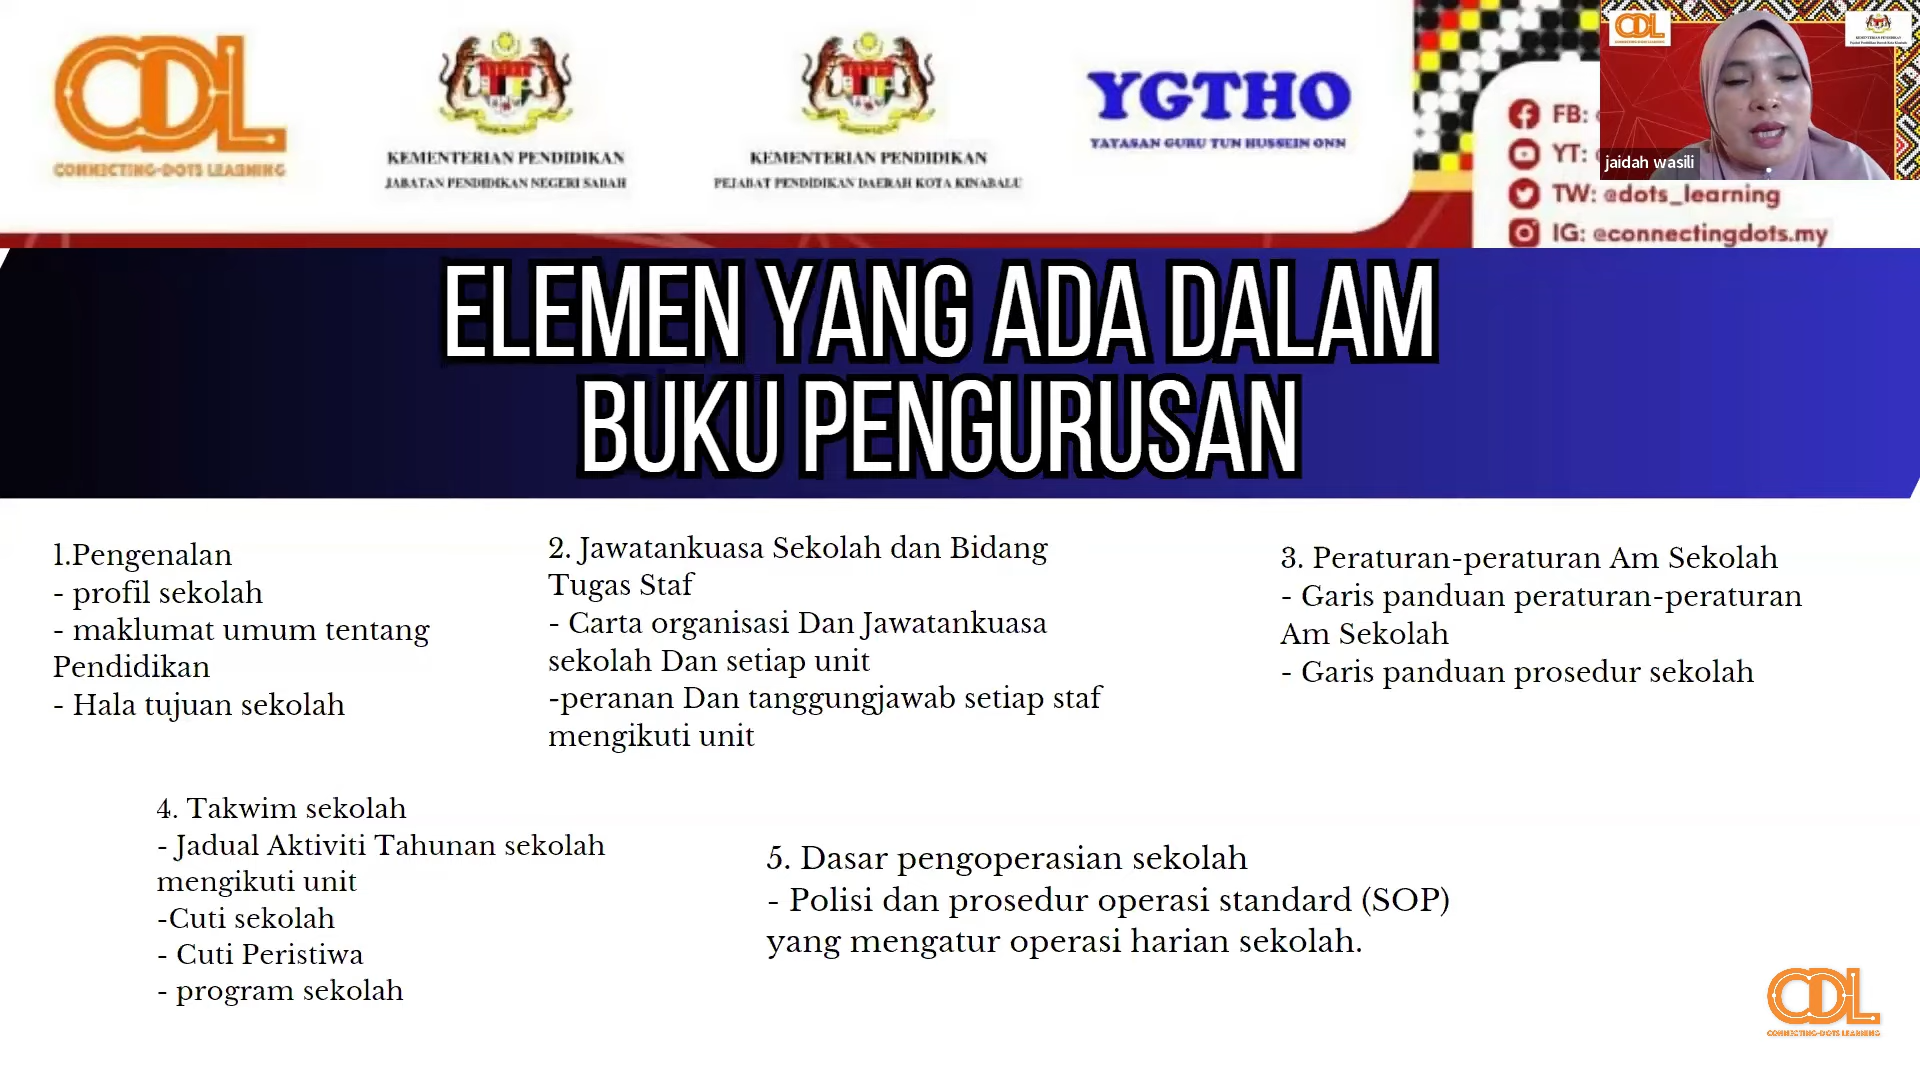 CDL
CONNECTING-DOTS LEARNING
KEMENTERIAN PENDIDIKAN
JABATAN PENDIDIKAN NEGERI SABAH
KEMENTERIAN PENDIDIKAN
PEJABAT PENDIDIKAN DAERAH KOTA KINABALU
YGTHO
YAYASAN GURU TUN HUSSEIN ONN
FB:
YT:
TW: @dots_learning
IG: @connectingdots.my
CDL
jaidah wasili
ELEMEN YANG ADA DALAM
BUKU PENGURUSAN
1.Pengenalan
- profil sekolah
- maklumat umum tentang
Pendidikan
- Hala tujuan sekolah
2. Jawatankuasa Sekolah dan Bidang
Tugas Staf
- Carta organisasi Dan Jawatankuasa
sekolah Dan setiap unit
-peranan Dan tanggungjawab setiap staf
mengikuti unit
3. Peraturan-peraturan Am Sekolah
- Garis panduan peraturan-peraturan
Am Sekolah
- Garis panduan prosedur sekolah
4. Takwim sekolah
- Jadual Aktiviti Tahunan sekolah
mengikuti unit
-Cuti sekolah
- Cuti Peristiwa
- program sekolah
5. Dasar pengoperasian sekolah
- Polisi dan prosedur operasi standard (SOP)
yang mengatur operasi harian sekolah.
CDL
CONNECTING-DOTS LEARNING